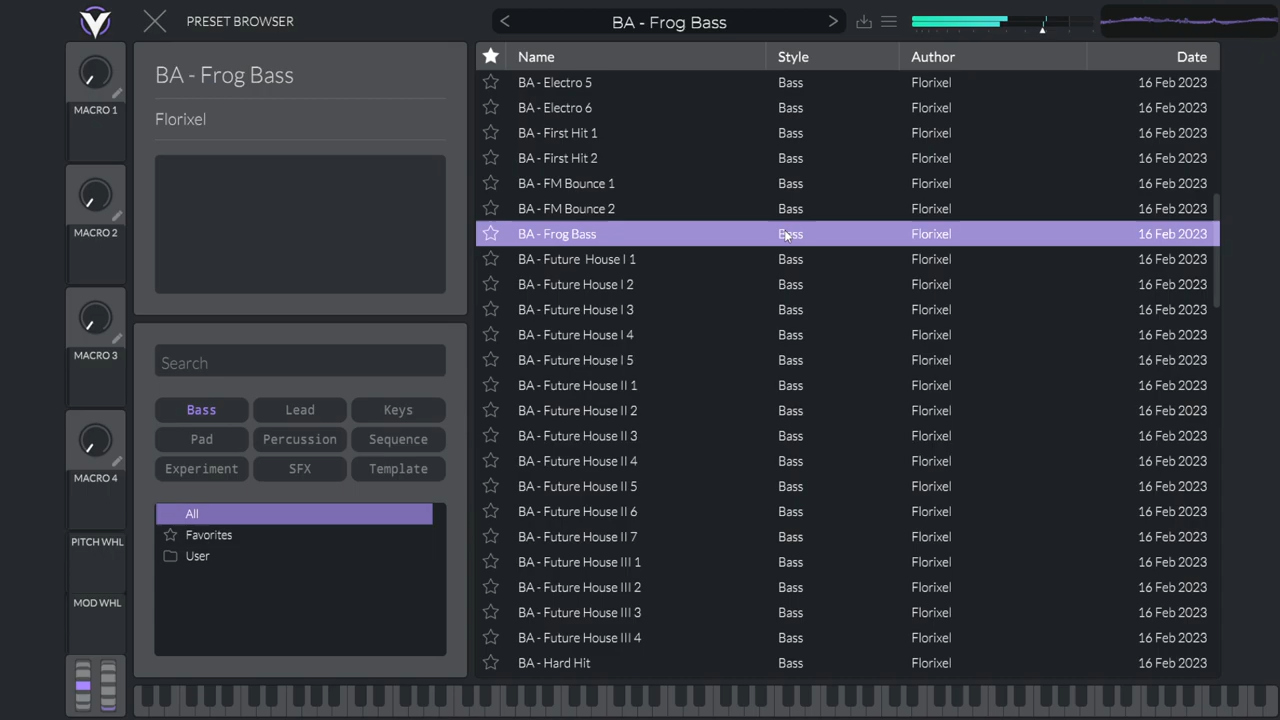 PRESET BROWSER
BA - Frog Bass
MACRO 1
MACRO 2
MACRO 3
MACRO 4
PITCH WHL
MOD WHL
BA - Frog Bass
Florixel
Search
Bass Lead Keys
Pad Percussion Sequence
Experiment SFX Template
All
Favorites
User
Name Style Author Date
BA - Electro 5 Bass Florixel 16 Feb 2023
BA - Electro 6 Bass Florixel 16 Feb 2023
BA - First Hit 1 Bass Florixel 16 Feb 2023
BA - First Hit 2 Bass Florixel 16 Feb 2023
BA - FM Bounce 1 Bass Florixel 16 Feb 2023
BA - FM Bounce 2 Bass Florixel 16 Feb 2023
BA - Frog Bass Bass Florixel 16 Feb 2023
BA - Future House I 1 Bass Florixel 16 Feb 2023
BA - Future House I 2 Bass Florixel 16 Feb 2023
BA - Future House I 3 Bass Florixel 16 Feb 2023
BA - Future House I 4 Bass Florixel 16 Feb 2023
BA - Future House I 5 Bass Florixel 16 Feb 2023
BA - Future House II 1 Bass Florixel 16 Feb 2023
BA - Future House II 2 Bass Florixel 16 Feb 2023
BA - Future House II 3 Bass Florixel 16 Feb 2023
BA - Future House II 4 Bass Florixel 16 Feb 2023
BA - Future House II 5 Bass Florixel 16 Feb 2023
BA - Future House II 6 Bass Florixel 16 Feb 2023
BA - Future House II 7 Bass Florixel 16 Feb 2023
BA - Future House III 1 Bass Florixel 16 Feb 2023
BA - Future House III 2 Bass Florixel 16 Feb 2023
BA - Future House III 3 Bass Florixel 16 Feb 2023
BA - Future House III 4 Bass Florixel 16 Feb 2023
BA - Hard Hit Bass Florixel 16 Feb 2023